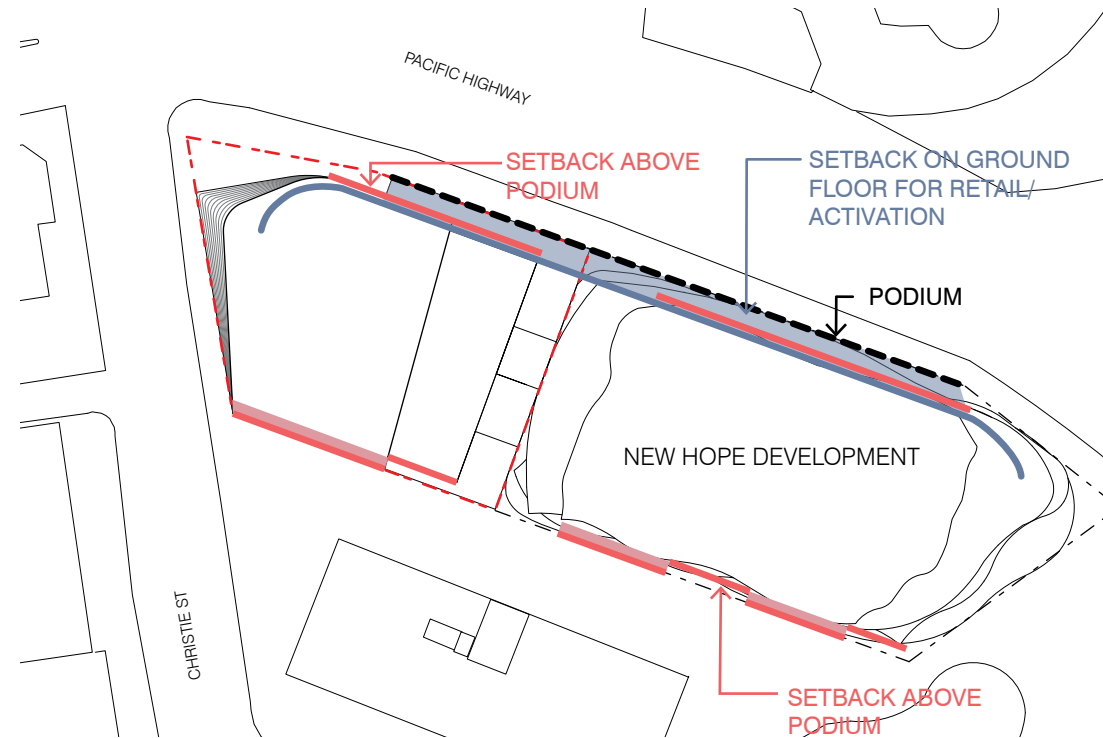 PACIFIC HIGHWAY
SETBACK ABOVE
PODIUM
SETBACK ON GROUND
FLOOR FOR RETAIL/
ACTIVATION
PODIUM
NEW HOPE DEVELOPMENT
CHRISTIE ST
SETBACK ABOVE
PODIUM